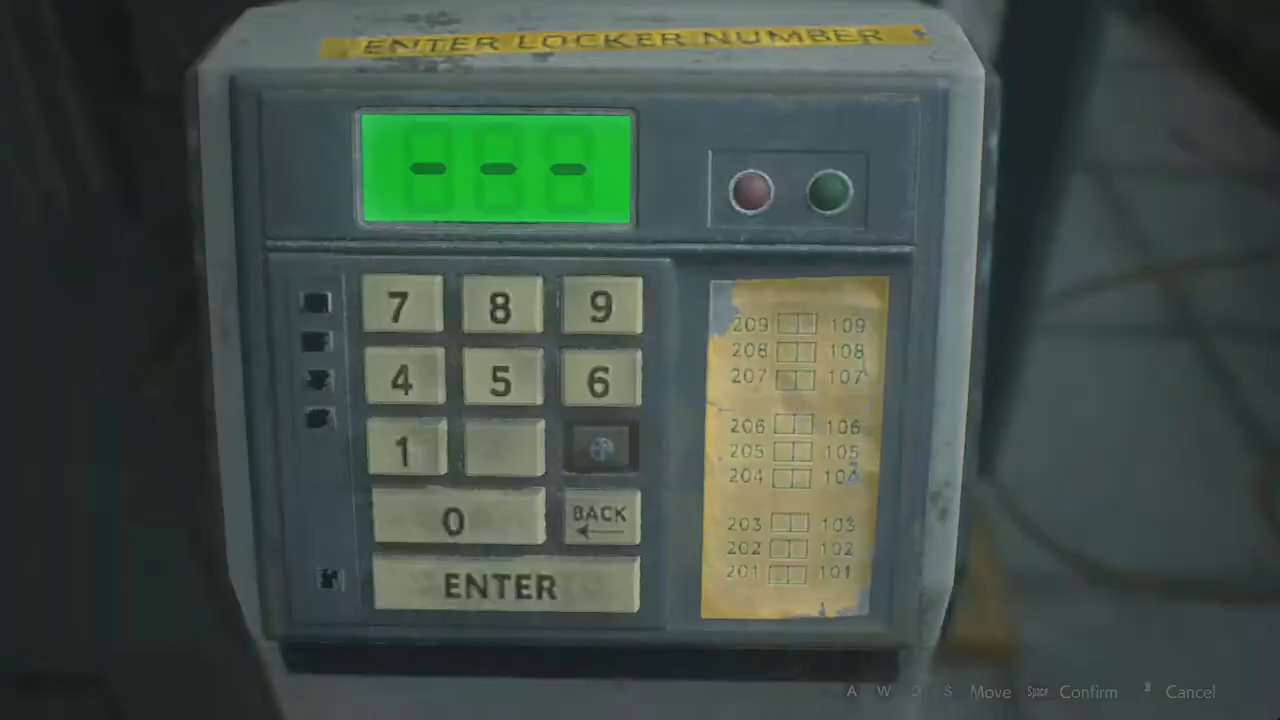 ENTER LOCKER NUMBER
---
7 8 9
4 5 6
1
0 BACK
ENTER
209 109
208 108
207 107
206 106
205 105
204 104
203 103
202 102
201 101
A W D S Move Space Confirm Cancel